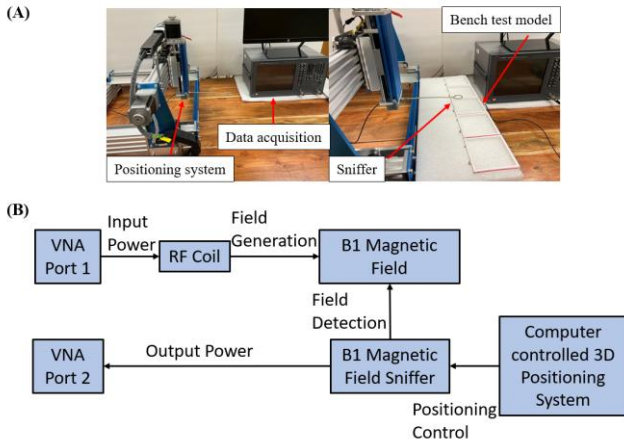 (A)
Bench test model
Data acquisition
Positioning system
Sniffer
(B)
VNA
Port 1
Input
Power
RF Coil
Field
Generation
B1 Magnetic
Field
Field
Detection
VNA
Port 2
Output Power
B1 Magnetic
Field Sniffer
Positioning
Control
Computer
controlled 3D
Positioning
System